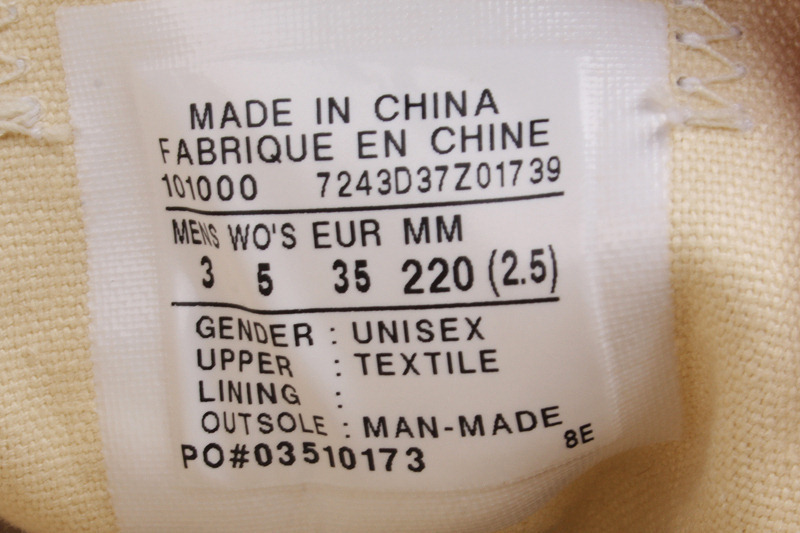 MADE IN CHINA
FABRIQUE EN CHINE
101000 7243D37Z01739
MENS WO'S EUR MM
3 5 35 220 (2.5)
GENDER : UNISEX
UPPER : TEXTILE
LINING :
OUTSOLE : MAN-MADE
8E
PO#03510173